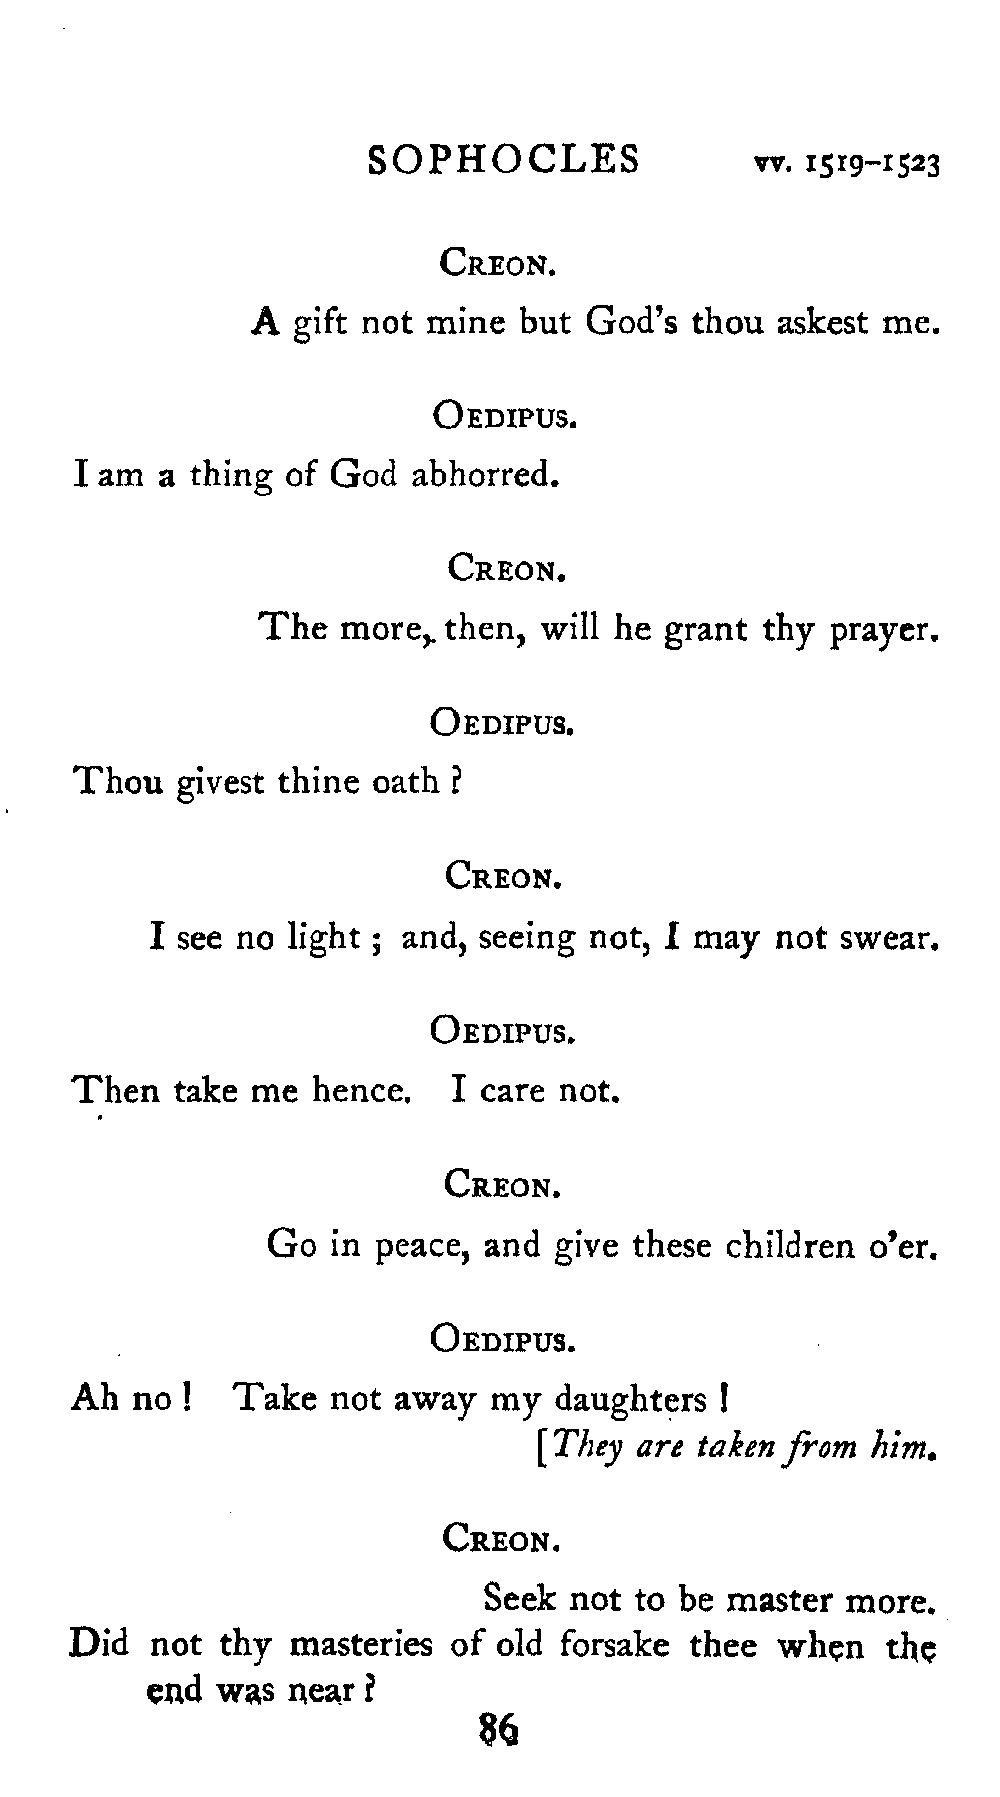 SOPHOCLES vv. 1519–1523
CREON.
A gift not mine but God's thou askest me.
OEDIPUS.
I am a thing of God abhorred.
CREON.
The more, then, will he grant thy prayer.
OEDIPUS.
Thou givest thine oath ?
CREON.
I see no light ; and, seeing not, I may not swear.
OEDIPUS.
Then take me hence. I care not.
CREON.
Go in peace, and give these children o'er.
OEDIPUS.
Ah no ! Take not away my daughters !
[They are taken from him.
CREON.
Seek not to be master more.
Did not thy masteries of old forsake thee when the
end was near ?
86